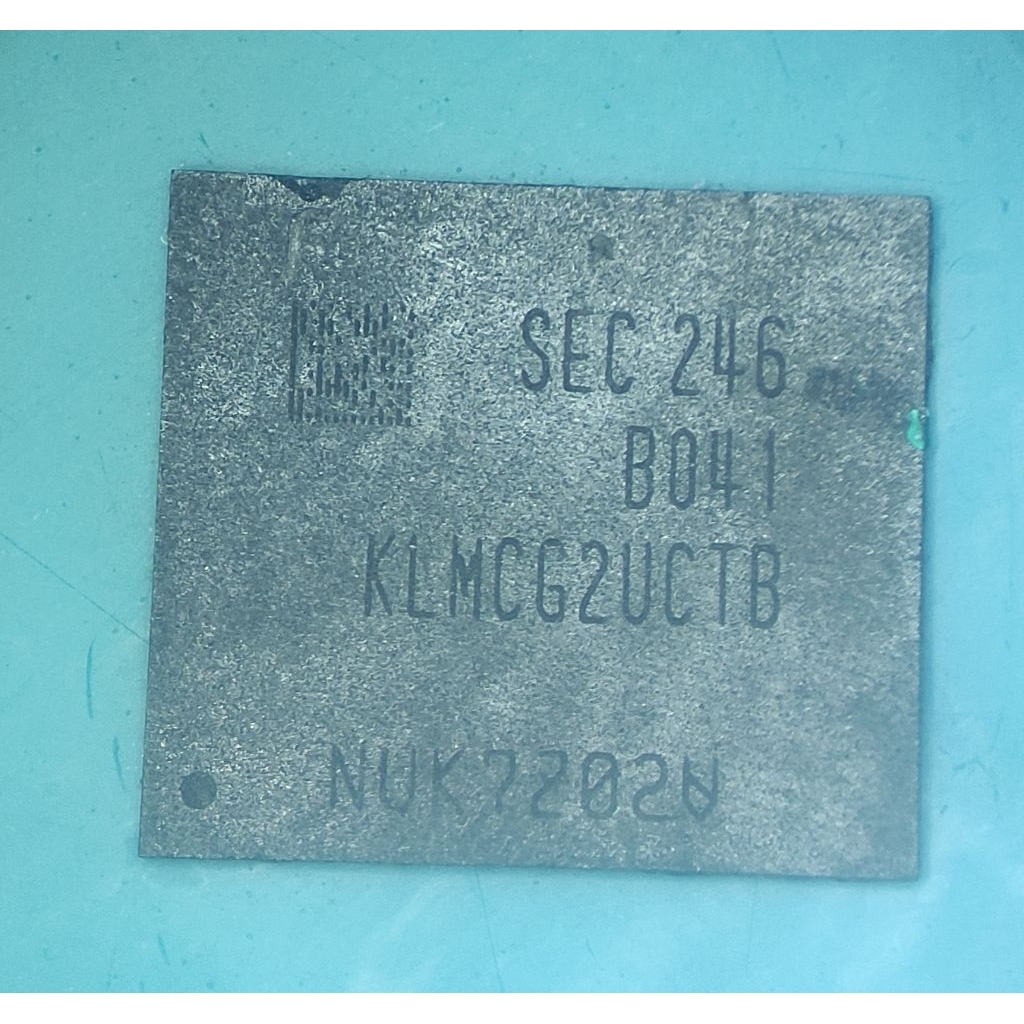 SEC 246
B041
KLMCG2UCTB
NUK7202W